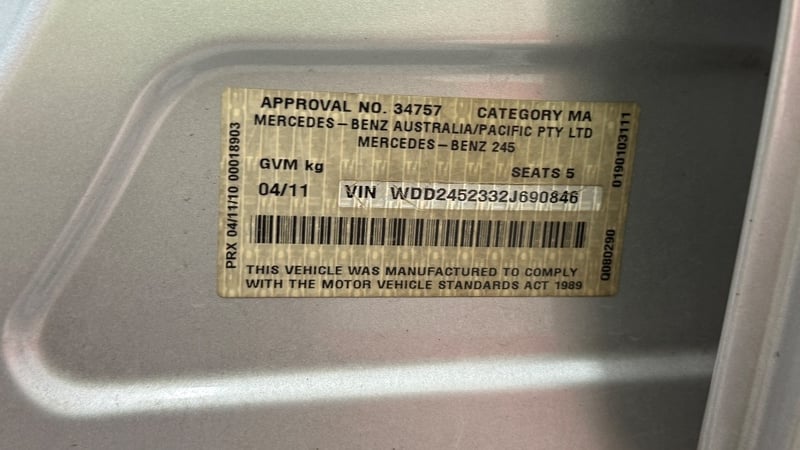 APPROVAL NO. 34757 CATEGORY MA
MERCEDES-BENZ AUSTRALIA/PACIFIC PTY LTD
MERCEDES-BENZ 245
GVM kg SEATS 5
04/11 VIN WDD2452332J690846
THIS VEHICLE WAS MANUFACTURED TO COMPLY
WITH THE MOTOR VEHICLE STANDARDS ACT 1989
PRX 04/11/10 00018903
0190103111
Q080290